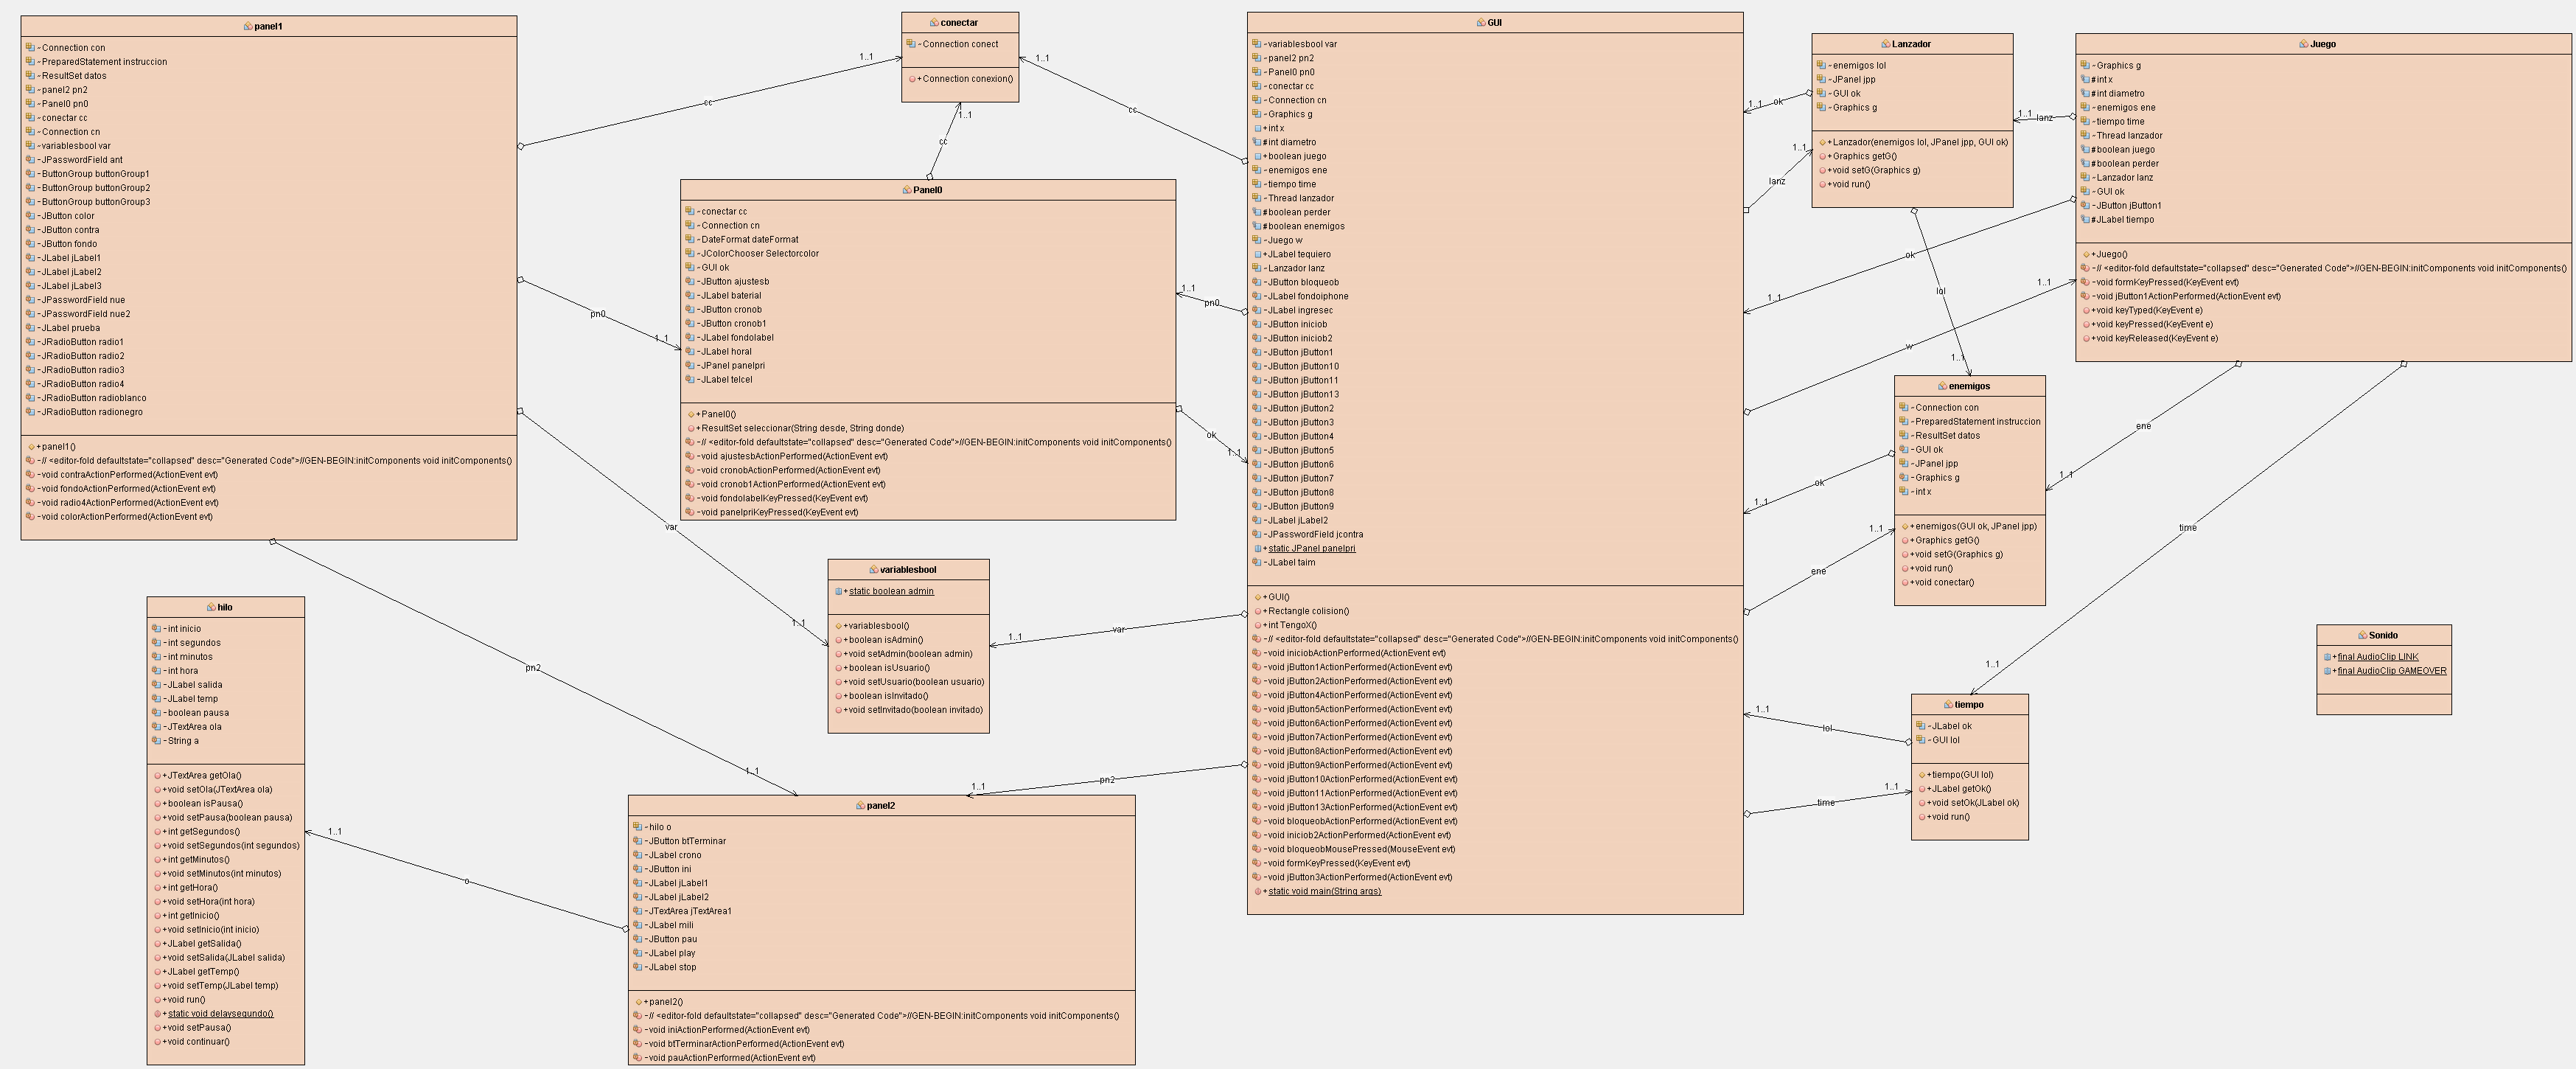 panel1
-Connection con
-PreparedStatement instruccion
-ResultSet datos
-panel2 pn2
-Panel0 pn0
-conectar cc
-Connection cn
-variablesbool var
-JPasswordField ant
-ButtonGroup buttonGroup1
-ButtonGroup buttonGroup2
-ButtonGroup buttonGroup3
-JButton color
-JButton contra
-JButton fondo
-JLabel jLabel1
-JLabel jLabel2
-JLabel jLabel3
-JPasswordField nue
-JPasswordField nue2
-JLabel prueba
-JRadioButton radio1
-JRadioButton radio2
-JRadioButton radio3
-JRadioButton radio4
-JRadioButton radioblanco
-JRadioButton radionegro
+panel1()
-// <editor-fold defaultstate="collapsed" desc="Generated Code">//GEN-BEGIN:initComponents void initComponents()
-void contraActionPerformed(ActionEvent evt)
-void fondoActionPerformed(ActionEvent evt)
-void radio4ActionPerformed(ActionEvent evt)
-void colorActionPerformed(ActionEvent evt)
conectar
-Connection conect
+Connection conexion()
1..1
cc
1..1
cc
1..1
cc
Panel0
-conectar cc
-Connection cn
-DateFormat dateFormat
-JColorChooser Selectorcolor
-GUI ok
-JButton ajustesb
-JLabel baterial
-JButton cronob
-JButton cronob1
-JLabel fondolabel
-JLabel horal
-JPanel panelpri
-JLabel telcel
+Panel0()
+ResultSet seleccionar(String desde, String donde)
-// <editor-fold defaultstate="collapsed" desc="Generated Code">//GEN-BEGIN:initComponents void initComponents()
-void ajustesbActionPerformed(ActionEvent evt)
-void cronobActionPerformed(ActionEvent evt)
-void cronob1ActionPerformed(ActionEvent evt)
-void fondolabelKeyPressed(KeyEvent evt)
-void panelpriKeyPressed(KeyEvent evt)
pn0
1..1
1..1
pn0
ok
1..1
GUI
-variablesbool var
-panel2 pn2
-Panel0 pn0
-conectar cc
-Connection cn
-Graphics g
+int x
#int diametro
+boolean juego
-enemigos ene
-tiempo time
-Thread lanzador
#boolean perder
#boolean enemigos
-Juego w
+JLabel tequiero
-Lanzador lanz
-JButton bloqueob
-JLabel fondoiphone
-JLabel ingresec
-JButton iniciob
-JButton iniciob2
-JButton jButton1
-JButton jButton10
-JButton jButton11
-JButton jButton13
-JButton jButton2
-JButton jButton3
-JButton jButton4
-JButton jButton5
-JButton jButton6
-JButton jButton7
-JButton jButton8
-JButton jButton9
-JLabel jLabel2
-JPasswordField jcontra
+static JPanel panelpri
-JLabel taim
+GUI()
+Rectangle colision()
+int TengoX()
-// <editor-fold defaultstate="collapsed" desc="Generated Code">//GEN-BEGIN:initComponents void initComponents()
-void iniciobActionPerformed(ActionEvent evt)
-void jButton1ActionPerformed(ActionEvent evt)
-void jButton2ActionPerformed(ActionEvent evt)
-void jButton4ActionPerformed(ActionEvent evt)
-void jButton5ActionPerformed(ActionEvent evt)
-void jButton6ActionPerformed(ActionEvent evt)
-void jButton7ActionPerformed(ActionEvent evt)
-void jButton8ActionPerformed(ActionEvent evt)
-void jButton9ActionPerformed(ActionEvent evt)
-void jButton10ActionPerformed(ActionEvent evt)
-void jButton11ActionPerformed(ActionEvent evt)
-void jButton13ActionPerformed(ActionEvent evt)
-void bloqueobActionPerformed(ActionEvent evt)
-void iniciob2ActionPerformed(ActionEvent evt)
-void bloqueobMousePressed(MouseEvent evt)
-void formKeyPressed(KeyEvent evt)
-void jButton3ActionPerformed(ActionEvent evt)
+static void main(String args)
Lanzador
-enemigos lol
-JPanel jpp
-GUI ok
-Graphics g
+Lanzador(enemigos lol, JPanel jpp, GUI ok)
+Graphics getG()
+void setG(Graphics g)
+void run()
1..1
ok
1..1
lanz
1..1
lanz
Juego
-Graphics g
#int x
#int diametro
-enemigos ene
-tiempo time
-Thread lanzador
#boolean juego
#boolean perder
-Lanzador lanz
-GUI ok
-JButton jButton1
#JLabel tiempo
+Juego()
-// <editor-fold defaultstate="collapsed" desc="Generated Code">//GEN-BEGIN:initComponents void initComponents()
-void formKeyPressed(KeyEvent evt)
-void jButton1ActionPerformed(ActionEvent evt)
+void keyTyped(KeyEvent e)
+void keyPressed(KeyEvent e)
+void keyReleased(KeyEvent e)
ok
1..1
w
1..1
lol
1..1
ene
1..1
time
1..1
enemigos
-Connection con
-PreparedStatement instruccion
-ResultSet datos
-GUI ok
-JPanel jpp
-Graphics g
-int x
+enemigos(GUI ok, JPanel jpp)
+Graphics getG()
+void setG(Graphics g)
+void run()
+void conectar()
ok
1..1
ene
1..1
variablesbool
+static boolean admin
+variablesbool()
+boolean isAdmin()
+void setAdmin(boolean admin)
+boolean isUsuario()
+void setUsuario(boolean usuario)
+boolean isInvitado()
+void setInvitado(boolean invitado)
var
1..1
var
1..1
hilo
-int inicio
-int segundos
-int minutos
-int hora
-JLabel salida
-JLabel temp
-boolean pausa
-JTextArea ola
-String a
+JTextArea getOla()
+void setOla(JTextArea ola)
+boolean isPausa()
+void setPausa(boolean pausa)
+int getSegundos()
+void setSegundos(int segundos)
+int getMinutos()
+void setMinutos(int minutos)
+int getHora()
+void setHora(int hora)
+int getInicio()
+void setInicio(int inicio)
+JLabel getSalida()
+void setSalida(JLabel salida)
+JLabel getTemp()
+void setTemp(JLabel temp)
+void run()
+static void delaysegundo()
+void setPausa()
+void continuar()
pn2
1..1
pn2
1..1
o
1..1
panel2
-hilo o
-JButton btTerminar
-JLabel crono
-JButton ini
-JLabel jLabel1
-JLabel jLabel2
-JTextArea jTextArea1
-JLabel mili
-JButton pau
-JLabel play
-JLabel stop
+panel2()
-// <editor-fold defaultstate="collapsed" desc="Generated Code">//GEN-BEGIN:initComponents void initComponents()
-void iniActionPerformed(ActionEvent evt)
-void btTerminarActionPerformed(ActionEvent evt)
-void pauActionPerformed(ActionEvent evt)
tiempo
-JLabel ok
-GUI lol
+tiempo(GUI lol)
+JLabel getOk()
+void setOk(JLabel ok)
+void run()
1..1
lol
time
1..1
Sonido
+final AudioClip LINK
+final AudioClip GAMEOVER